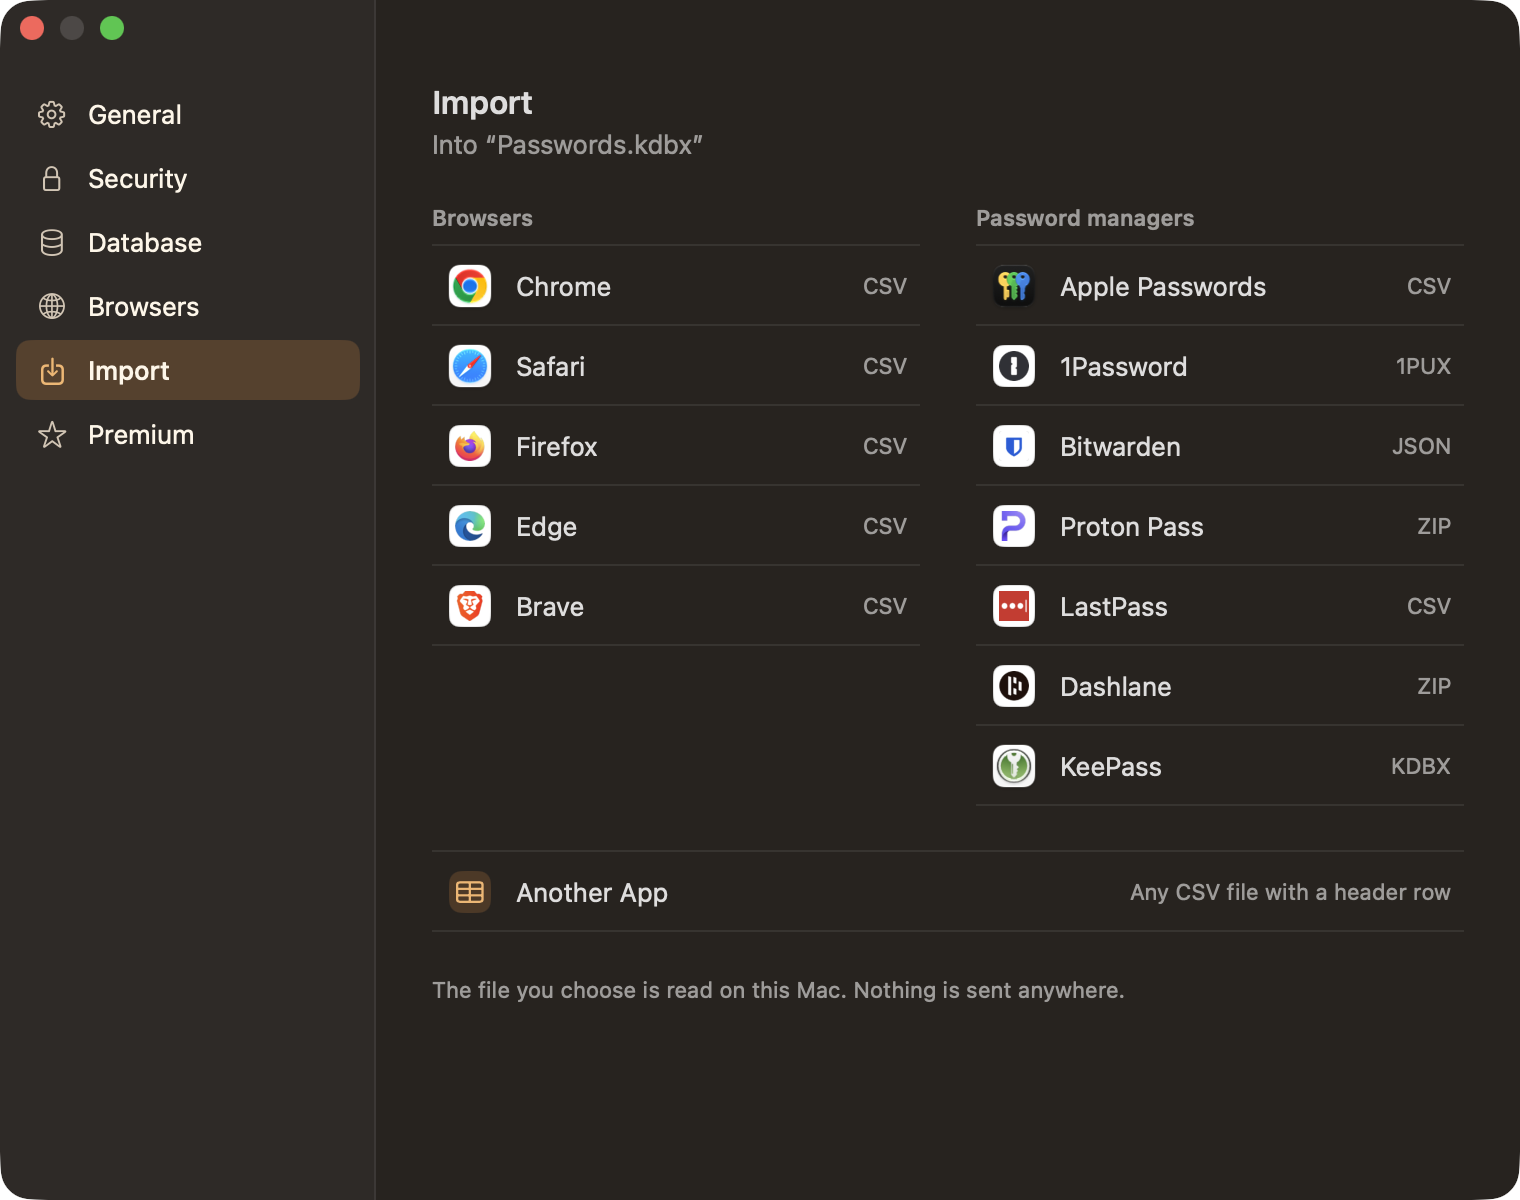 General
Security
Database
Browsers
Import
Premium
Import
Into “Passwords.kdbx”
Browsers
Chrome CSV
Safari CSV
Firefox CSV
Edge CSV
Brave CSV
Password managers
Apple Passwords CSV
1Password 1PUX
Bitwarden JSON
Proton Pass ZIP
LastPass CSV
Dashlane ZIP
KeePass KDBX
Another App Any CSV file with a header row
The file you choose is read on this Mac. Nothing is sent anywhere.